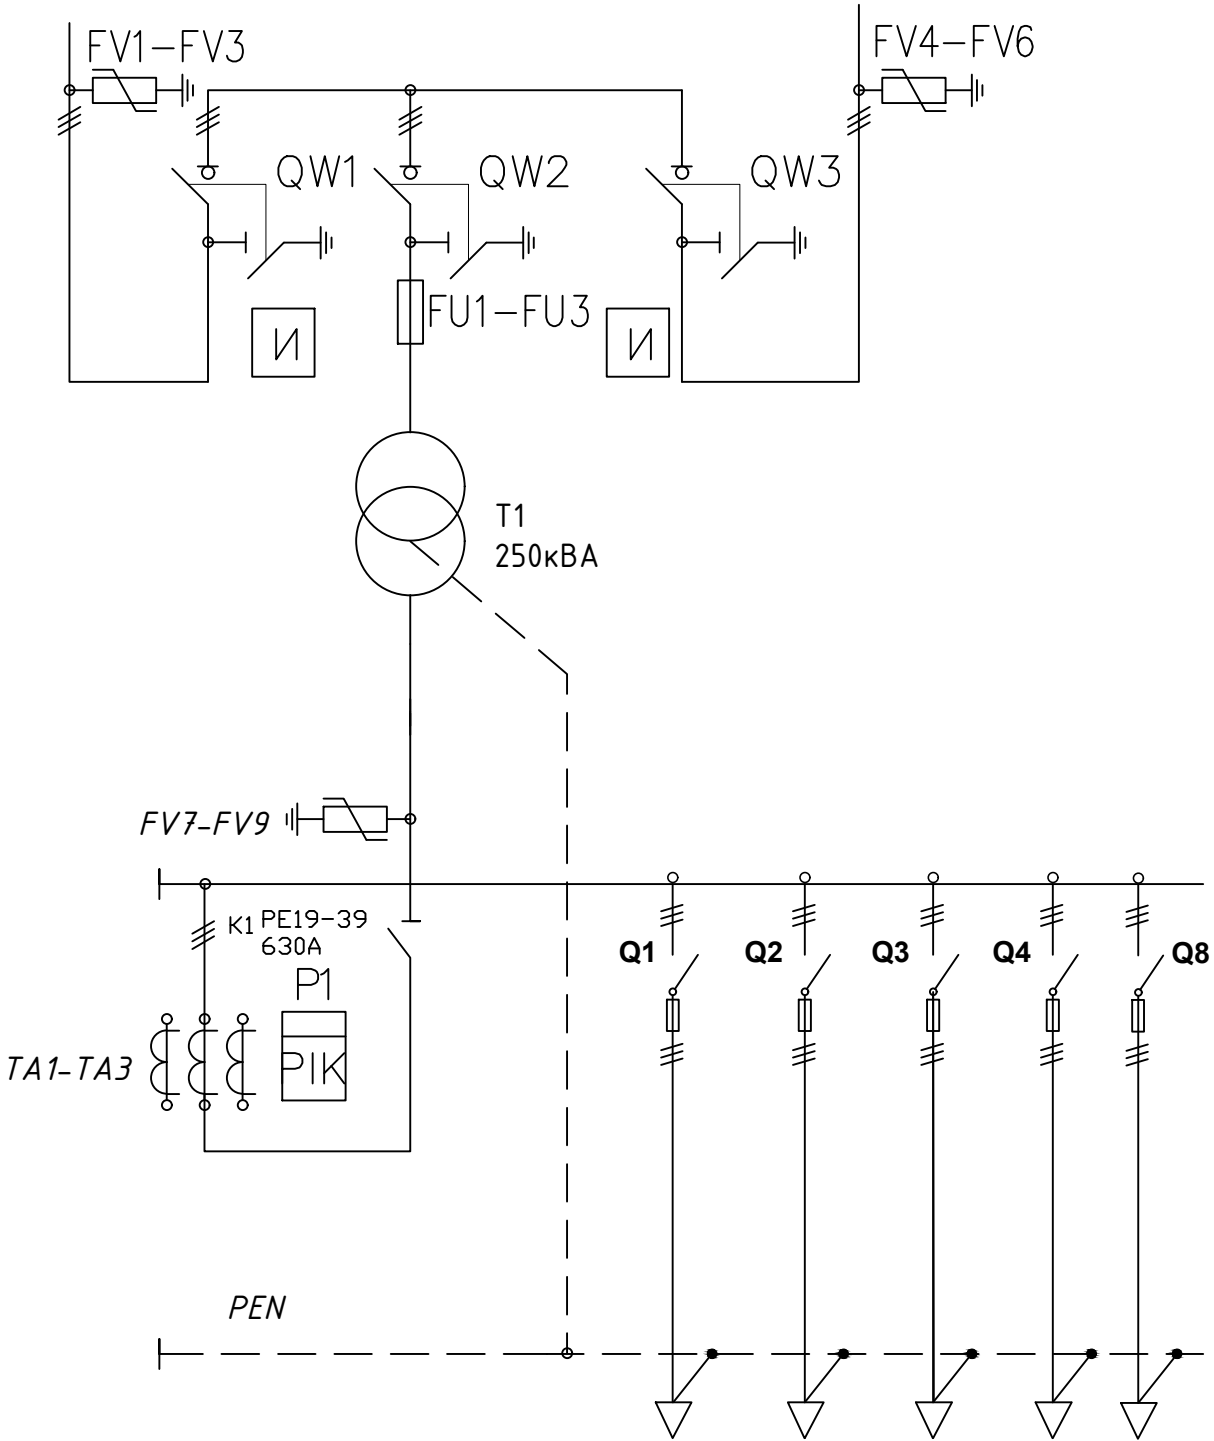 FV1-FV3
FV4-FV6
QW1
QW2
QW3
FU1-FU3
И
И
T1
250кВА
FV7-FV9
K1 PE19-39
630A
P1
PIK
TA1-TA3
Q1
Q2
Q3
Q4
Q8
PEN